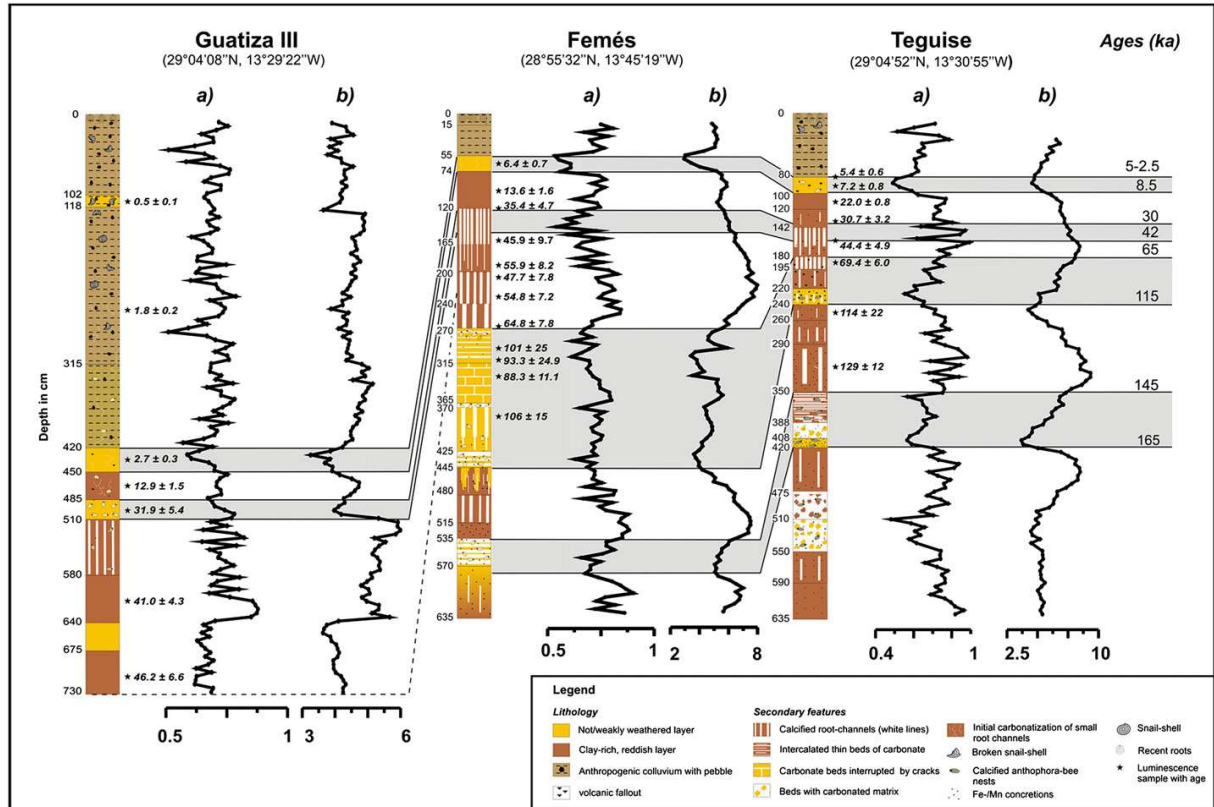 Guatiza III
(29°04'08''N, 13°29'22''W)
a)
b)
Depth in cm
0
102
118
315
420
450
485
510
580
640
675
730
★ 0.5 ± 0.1
★ 1.8 ± 0.2
★ 2.7 ± 0.3
★ 12.9 ± 1.5
★ 31.9 ± 5.4
★ 41.0 ± 4.3
★ 46.2 ± 6.6
0.5 1
3 6
Femés
(28°55'32''N, 13°45'19''W)
a)
b)
0
15
55
74
120
165
200
240
270
315
365
370
425
445
480
515
535
570
635
★ 6.4 ± 0.7
★ 13.6 ± 1.6
★ 35.4 ± 4.7
★ 45.9 ± 9.7
★ 55.9 ± 8.2
★ 47.7 ± 7.8
★ 54.8 ± 7.2
★ 64.8 ± 7.8
★ 101 ± 25
★ 93.3 ± 24.9
★ 88.3 ± 11.1
★ 106 ± 15
0.5 1
2 8
Teguise
(29°04'52''N, 13°30'55''W)
a)
b)
0
80
100
120
142
180
195
220
240
260
290
350
388
408
420
475
510
550
590
635
★ 5.4 ± 0.6
★ 7.2 ± 0.8
★ 22.0 ± 0.8
★ 30.7 ± 3.2
★ 44.4 ± 4.9
★ 69.4 ± 6.0
★ 114 ± 22
★ 129 ± 12
0.4 1
2.5 10
Ages (ka)
5-2.5
8.5
30
42
65
115
145
165
Legend
Lithology
Not/weakly weathered layer
Clay-rich, reddish layer
Anthropogenic colluvium with pebble
volcanic fallout
Secondary features
Calcified root-channels (white lines)
Intercalated thin beds of carbonate
Carbonate beds interrupted by cracks
Beds with carbonated matrix
Initial carbonatization of small
root channels
Broken snail-shell
Calcified anthophora-bee
nests
Fe-/Mn concretions
Snail-shell
Recent roots
★ Luminescence
sample with age